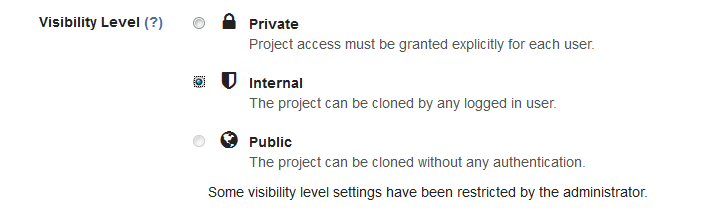 Visibility Level (?)
Private
Project access must be granted explicitly for each user.
Internal
The project can be cloned by any logged in user.
Public
The project can be cloned without any authentication.
Some visibility level settings have been restricted by the administrator.